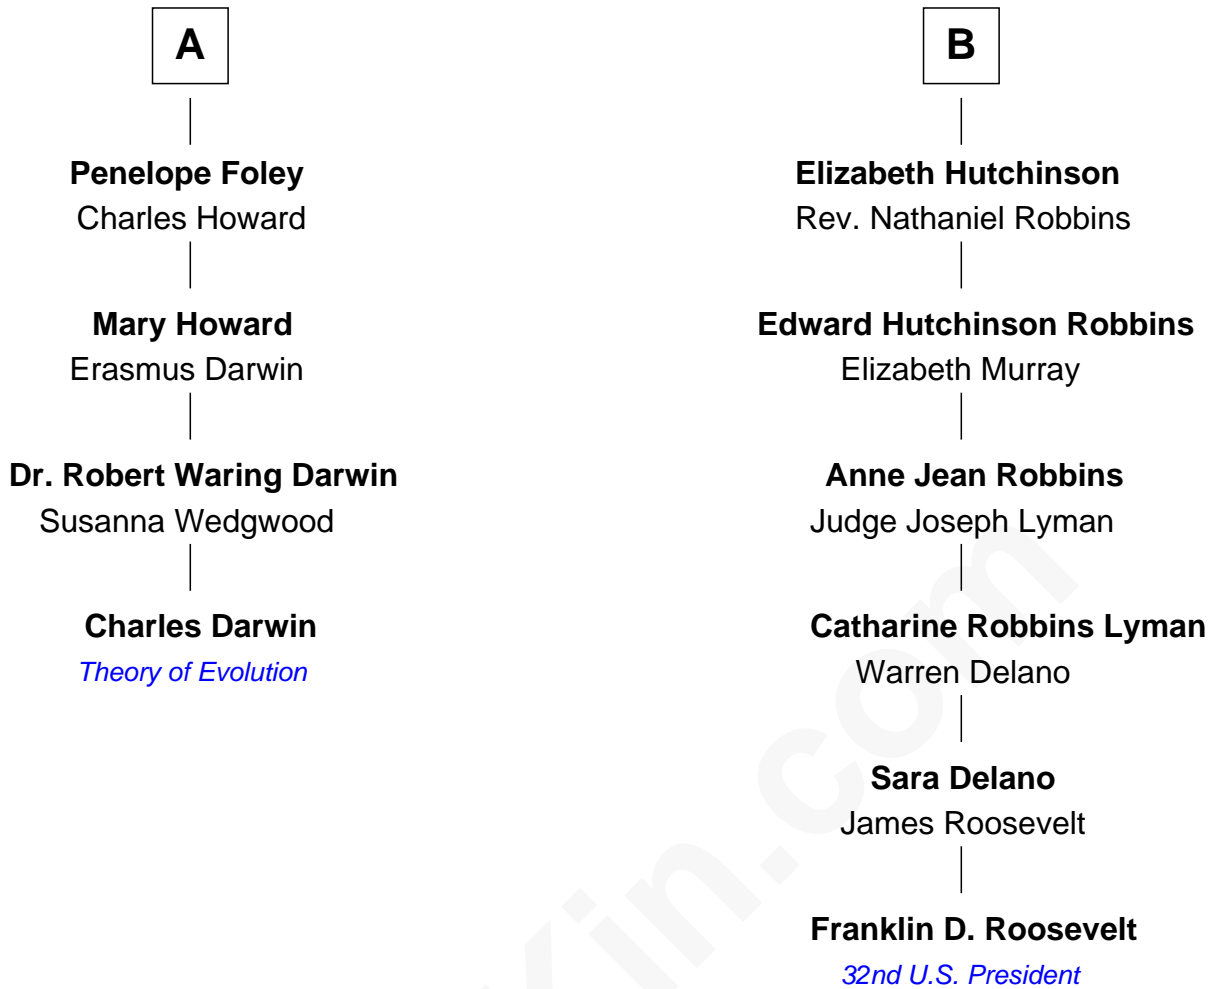 A
Penelope Foley
Charles Howard
Mary Howard
Erasmus Darwin
Dr. Robert Waring Darwin
Susanna Wedgwood
Charles Darwin
Theory of Evolution
B
Elizabeth Hutchinson
Rev. Nathaniel Robbins
Edward Hutchinson Robbins
Elizabeth Murray
Anne Jean Robbins
Judge Joseph Lyman
Catharine Robbins Lyman
Warren Delano
Sara Delano
James Roosevelt
Franklin D. Roosevelt
32nd U.S. President
Kin.com